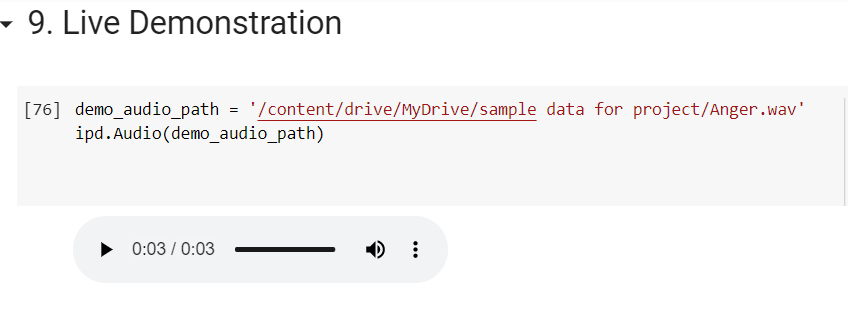 9. Live Demonstration
[76] demo_audio_path = '/content/drive/MyDrive/sample data for project/Anger.wav'
ipd.Audio(demo_audio_path)
0:03 / 0:03